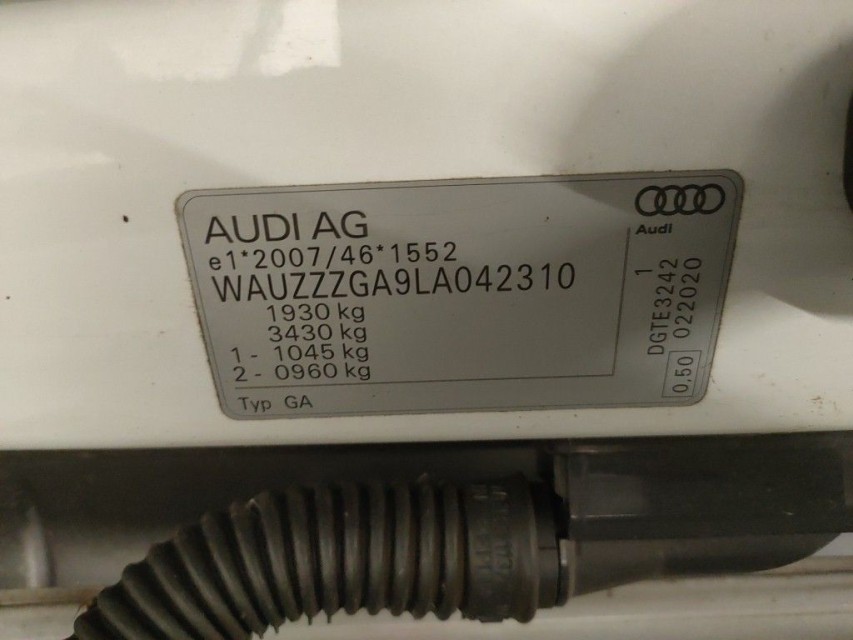 AUDI AG
e1*2007/46*1552
WAUZZZGA9LA042310
1930 kg
3430 kg
1 - 1045 kg
2 - 0960 kg
Typ GA
Audi
1
DGTE3242
022020
0,50